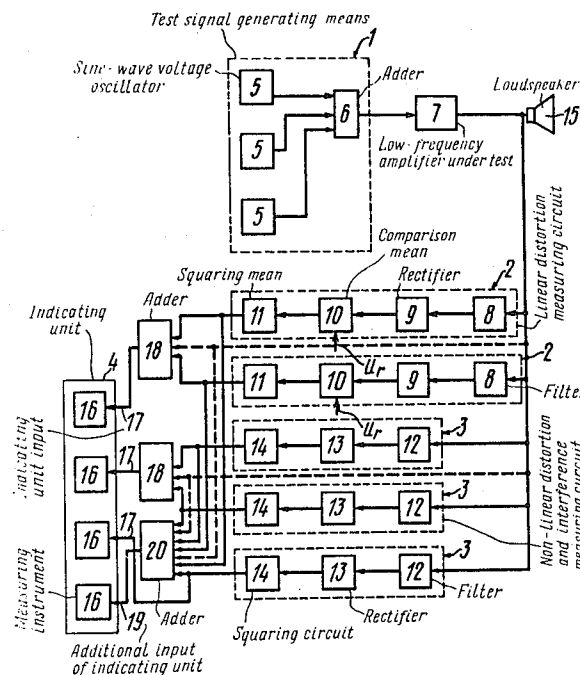 Test signal generating means
1
Sine-wave voltage
oscillator
5
Adder
6
7
Loudspeaker
15
Low-frequency
amplifier under test
5
5
Comparison
mean
Squaring mean
Rectifier
2
Linear distortion
measuring circuit
Adder
Indicating
unit
11
10
9
8
18
4
Ur
2
16
11
10
9
8
17
Filter
Ur
Indicating
unit input
3
14
13
12
16
17
18
3
Non-linear distortion
and interference
measuring circuit
14
13
12
17
16
20
3
14
13
12
16
Measuring
instrument
19
Adder
Filter
Squaring circuit
Rectifier
Additional input
of indicating unit